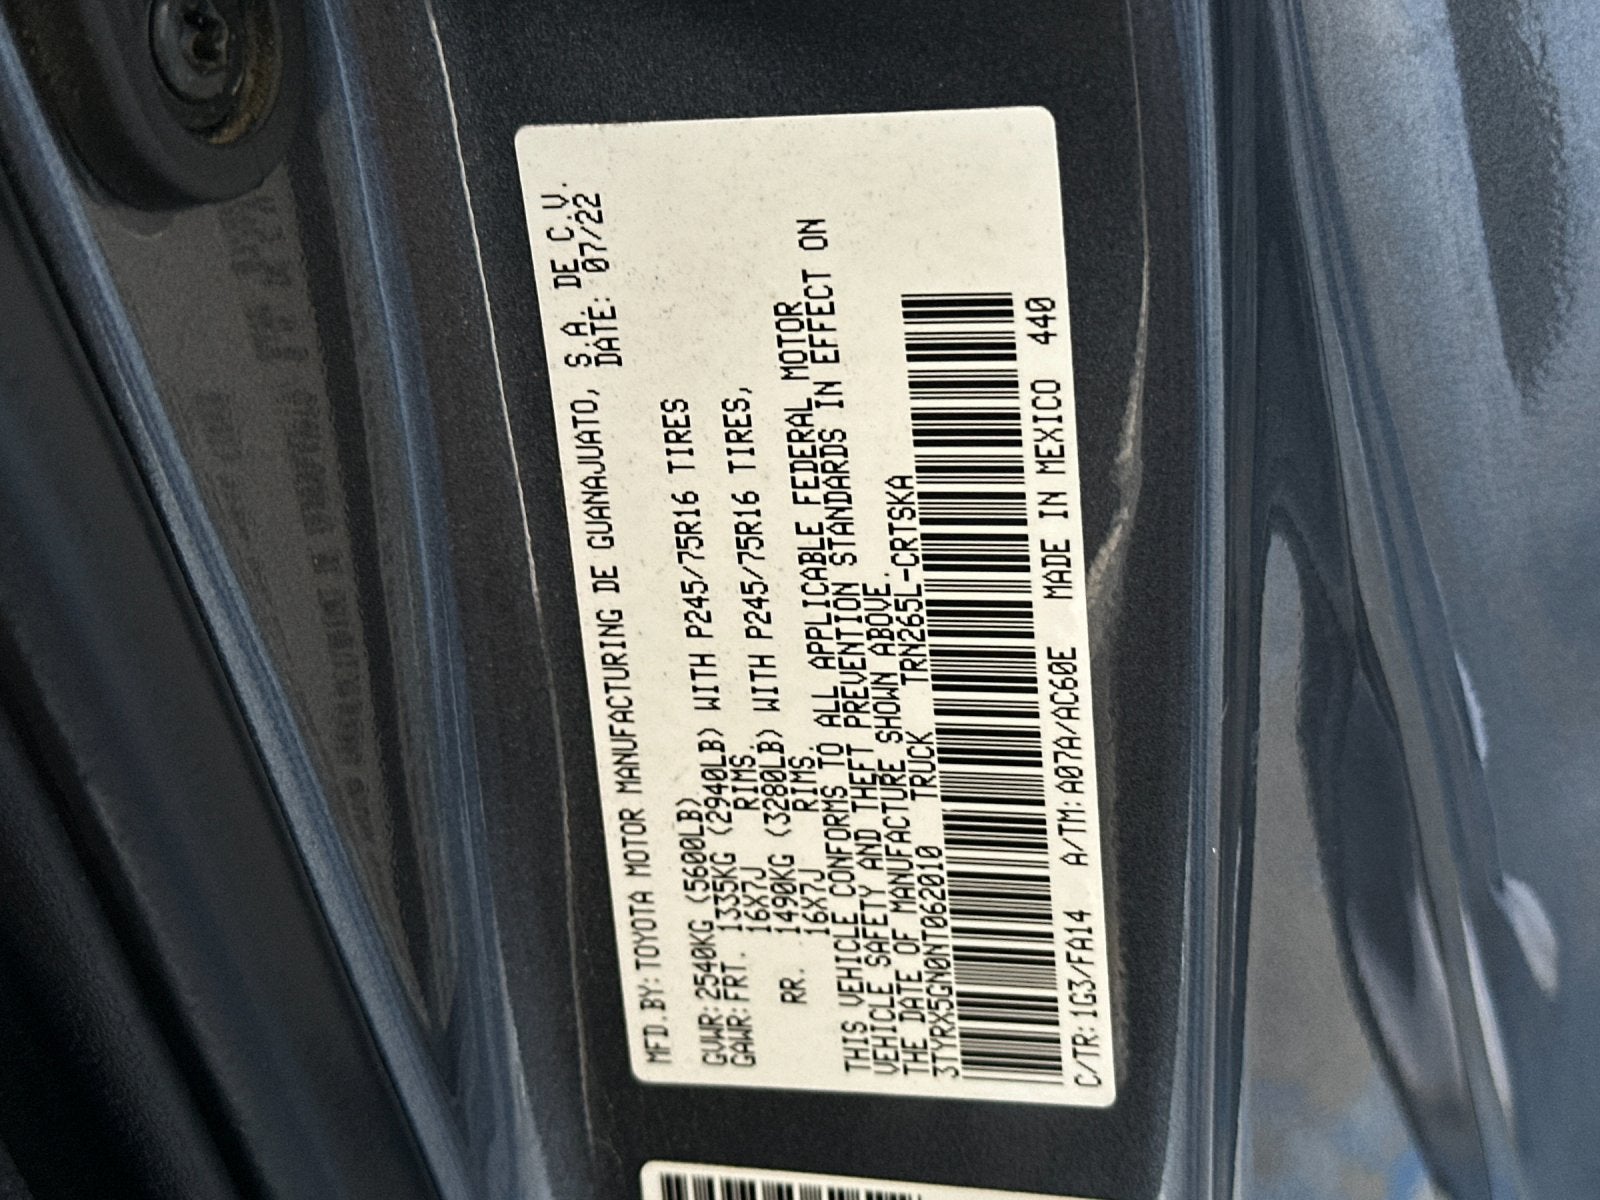 MFD.BY:TOYOTA MOTOR MANUFACTURING DE GUANAJUATO, S.A. DE C.V.
DATE: 07/22
GVWR:2540KG (5600LB)
GAWR:FRT. 1335KG (2940LB) WITH P245/75R16 TIRES
16X7J RIMS.
RR. 1490KG (3280LB) WITH P245/75R16 TIRES,
16X7J RIMS.
THIS VEHICLE CONFORMS TO ALL APPLICABLE FEDERAL MOTOR
VEHICLE SAFETY AND THEFT PREVENTION STANDARDS IN EFFECT ON
THE DATE OF MANUFACTURE SHOWN ABOVE.
3TYRX5GN0NT062010 TRUCK TRN265L-CRTSKA
C/TR:1G3/FA14 A/TM:A07A/AC60E MADE IN MEXICO 440